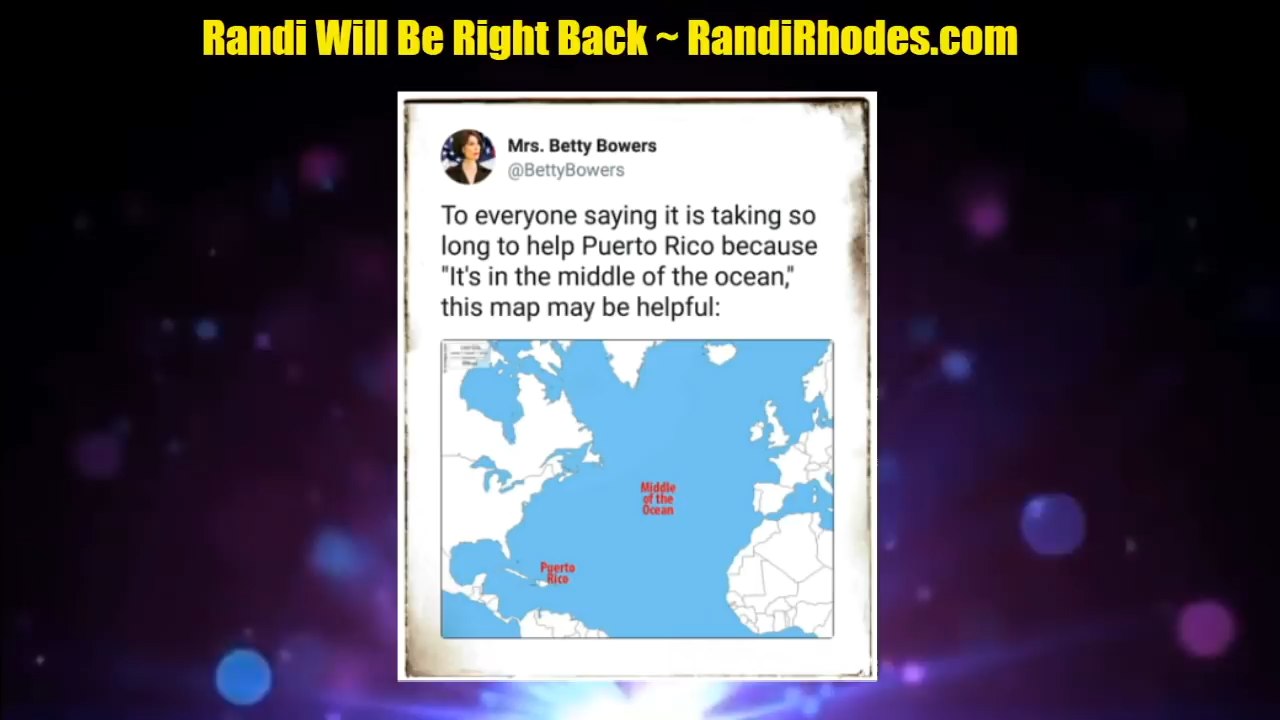 Randi Will Be Right Back ~ RandiRhodes.com
Mrs. Betty Bowers
@BettyBowers
To everyone saying it is taking so
long to help Puerto Rico because
"It's in the middle of the ocean,"
this map may be helpful:
Middle
of the
Ocean
Puerto
Rico